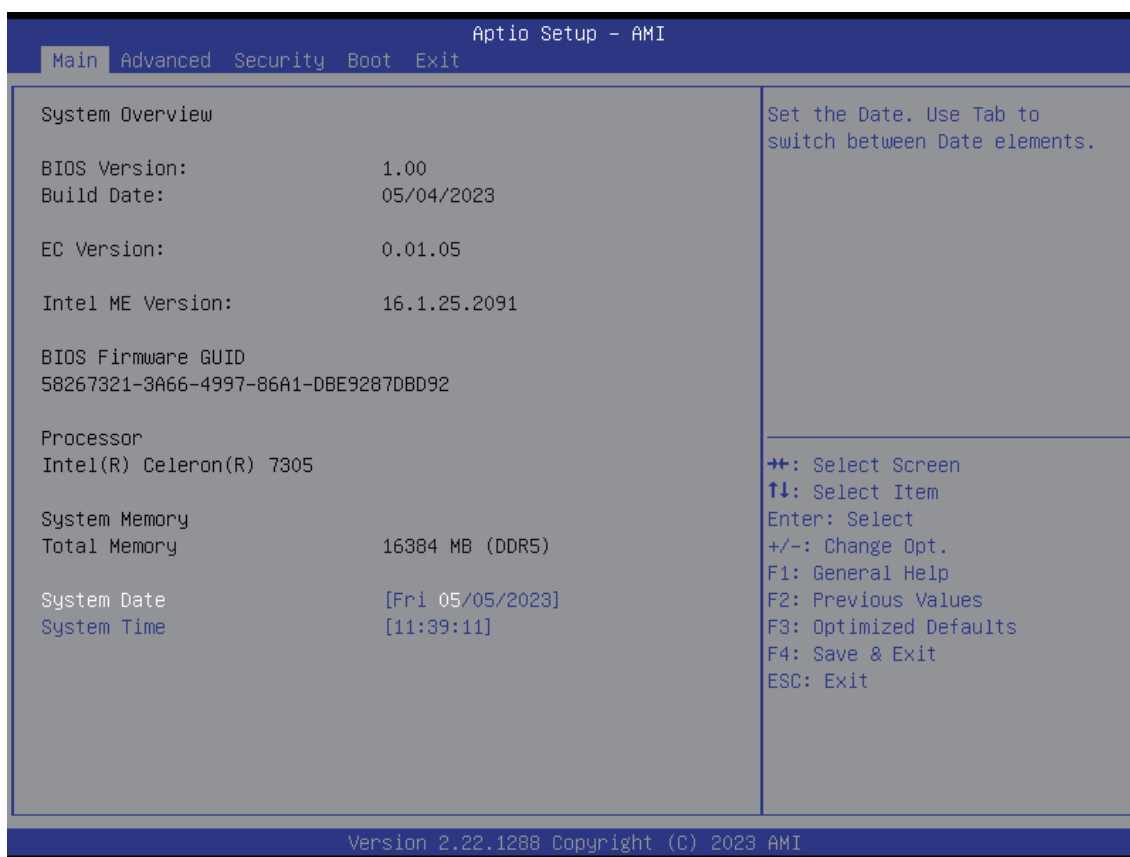 Aptio Setup – AMI
Main Advanced Security Boot Exit
System Overview
BIOS Version: 1.00
Build Date: 05/04/2023
EC Version: 0.01.05
Intel ME Version: 16.1.25.2091
BIOS Firmware GUID
58267321-3A66-4997-86A1-DBE9287DBD92
Processor
Intel(R) Celeron(R) 7305
System Memory
Total Memory 16384 MB (DDR5)
System Date [Fri 05/05/2023]
System Time [11:39:11]
Set the Date. Use Tab to
switch between Date elements.
→←: Select Screen
↑↓: Select Item
Enter: Select
+/-: Change Opt.
F1: General Help
F2: Previous Values
F3: Optimized Defaults
F4: Save & Exit
ESC: Exit
Version 2.22.1288 Copyright (C) 2023 AMI